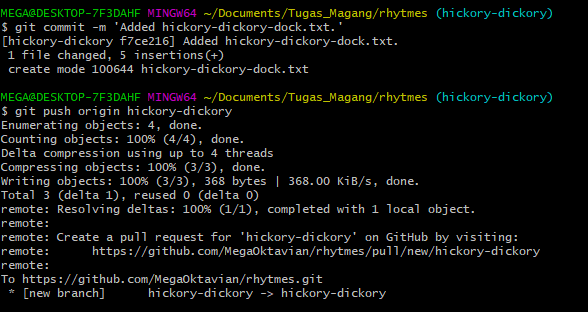 MEGA@DESKTOP-7F3DAHF MINGW64 ~/Documents/Tugas_Magang/rhytmes (hickory-dickory)
$ git commit -m 'Added hickory-dickory-dock.txt.'
[hickory-dickory f7ce216] Added hickory-dickory-dock.txt.
 1 file changed, 5 insertions(+)
 create mode 100644 hickory-dickory-dock.txt

MEGA@DESKTOP-7F3DAHF MINGW64 ~/Documents/Tugas_Magang/rhytmes (hickory-dickory)
$ git push origin hickory-dickory
Enumerating objects: 4, done.
Counting objects: 100% (4/4), done.
Delta compression using up to 4 threads
Compressing objects: 100% (3/3), done.
Writing objects: 100% (3/3), 368 bytes | 368.00 KiB/s, done.
Total 3 (delta 1), reused 0 (delta 0)
remote: Resolving deltas: 100% (1/1), completed with 1 local object.
remote:
remote: Create a pull request for 'hickory-dickory' on GitHub by visiting:
remote:      https://github.com/MegaOktavian/rhytmes/pull/new/hickory-dickory
remote:
To https://github.com/MegaOktavian/rhytmes.git
 * [new branch]      hickory-dickory -> hickory-dickory